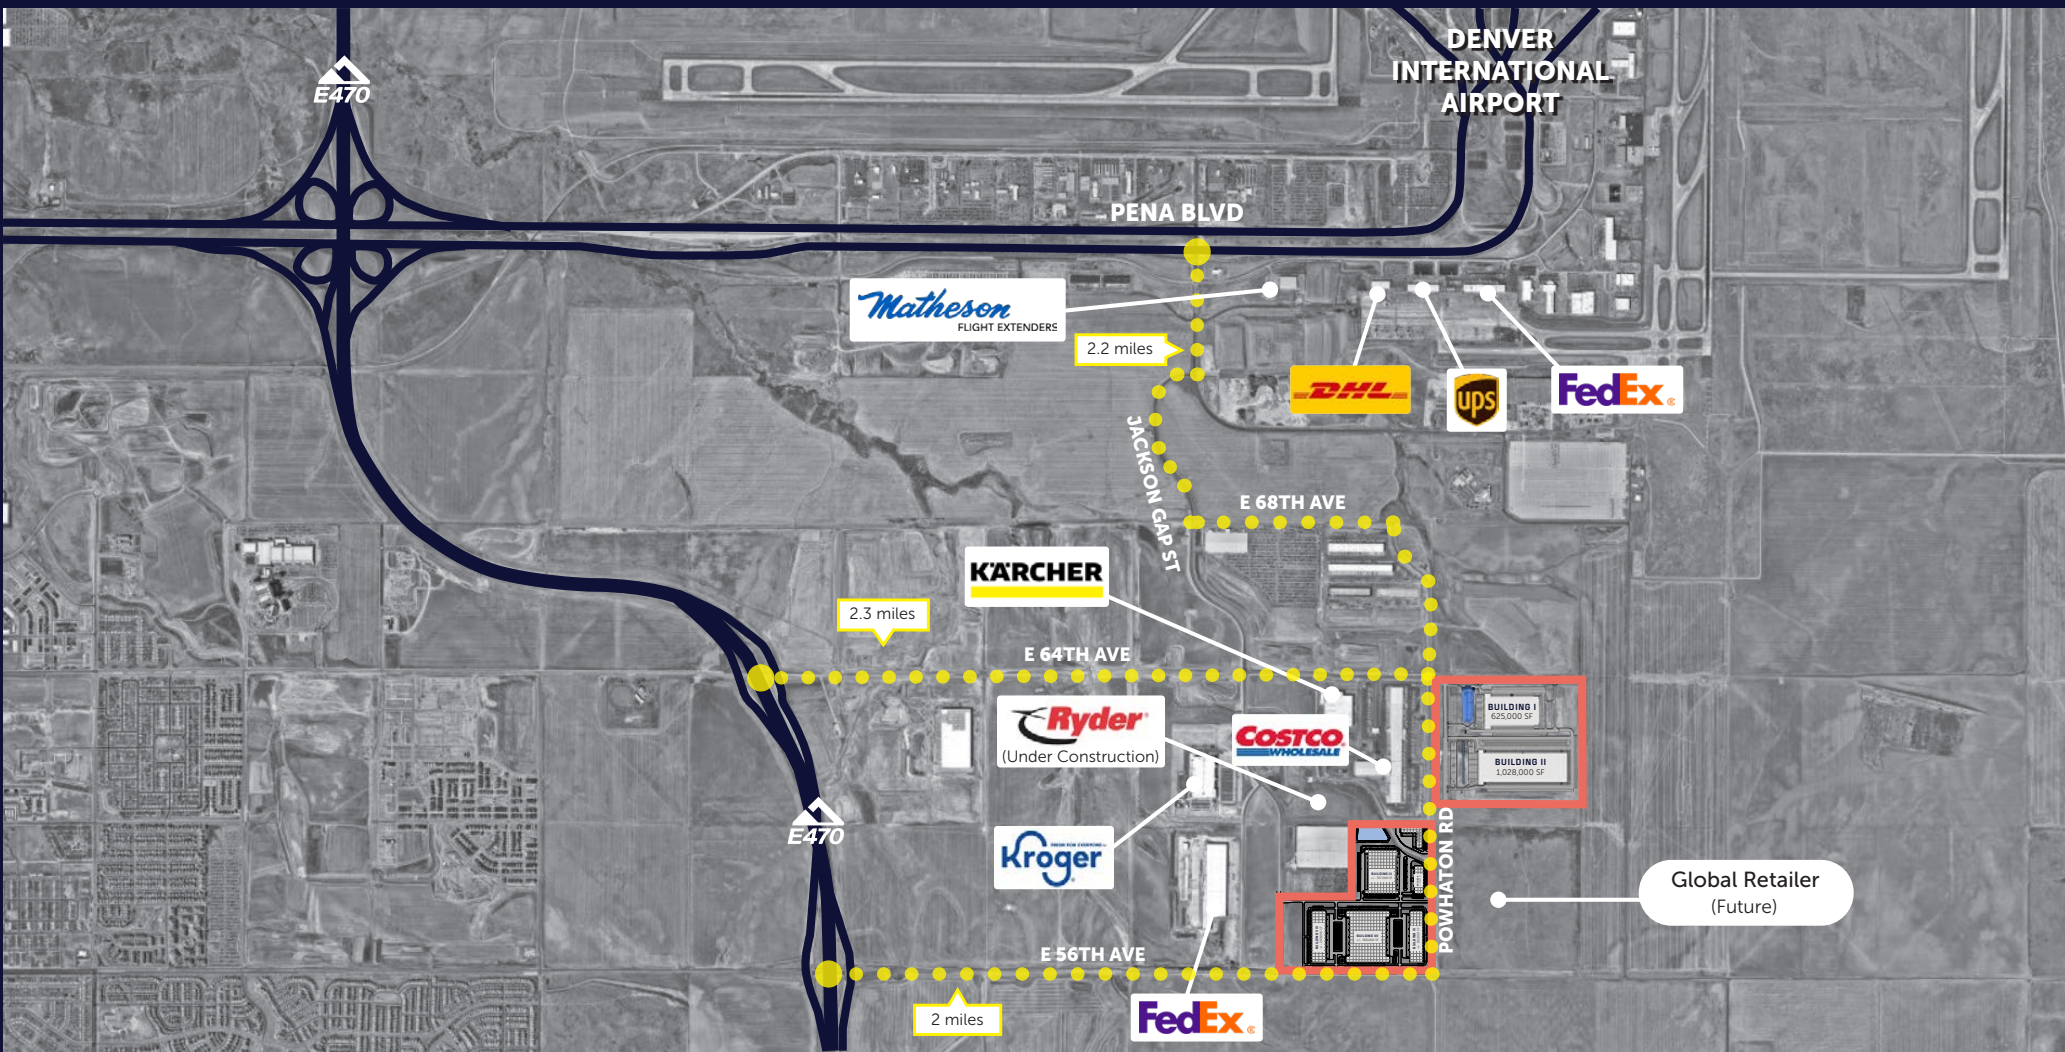 DENVER
INTERNATIONAL
AIRPORT
E470
PENA BLVD
Matheson
FLIGHT EXTENDERS
2.2 miles
DHL
ups
FedEx
JACKSON GAP ST
E 68TH AVE
KÄRCHER
2.3 miles
E 64TH AVE
Ryder
(Under Construction)
COSTCO
WHOLESALE
BUILDING I
625,000 SF
BUILDING II
1,028,000 SF
E470
Kroger
POWHATON RD
Global Retailer
(Future)
E 56TH AVE
2 miles
FedEx